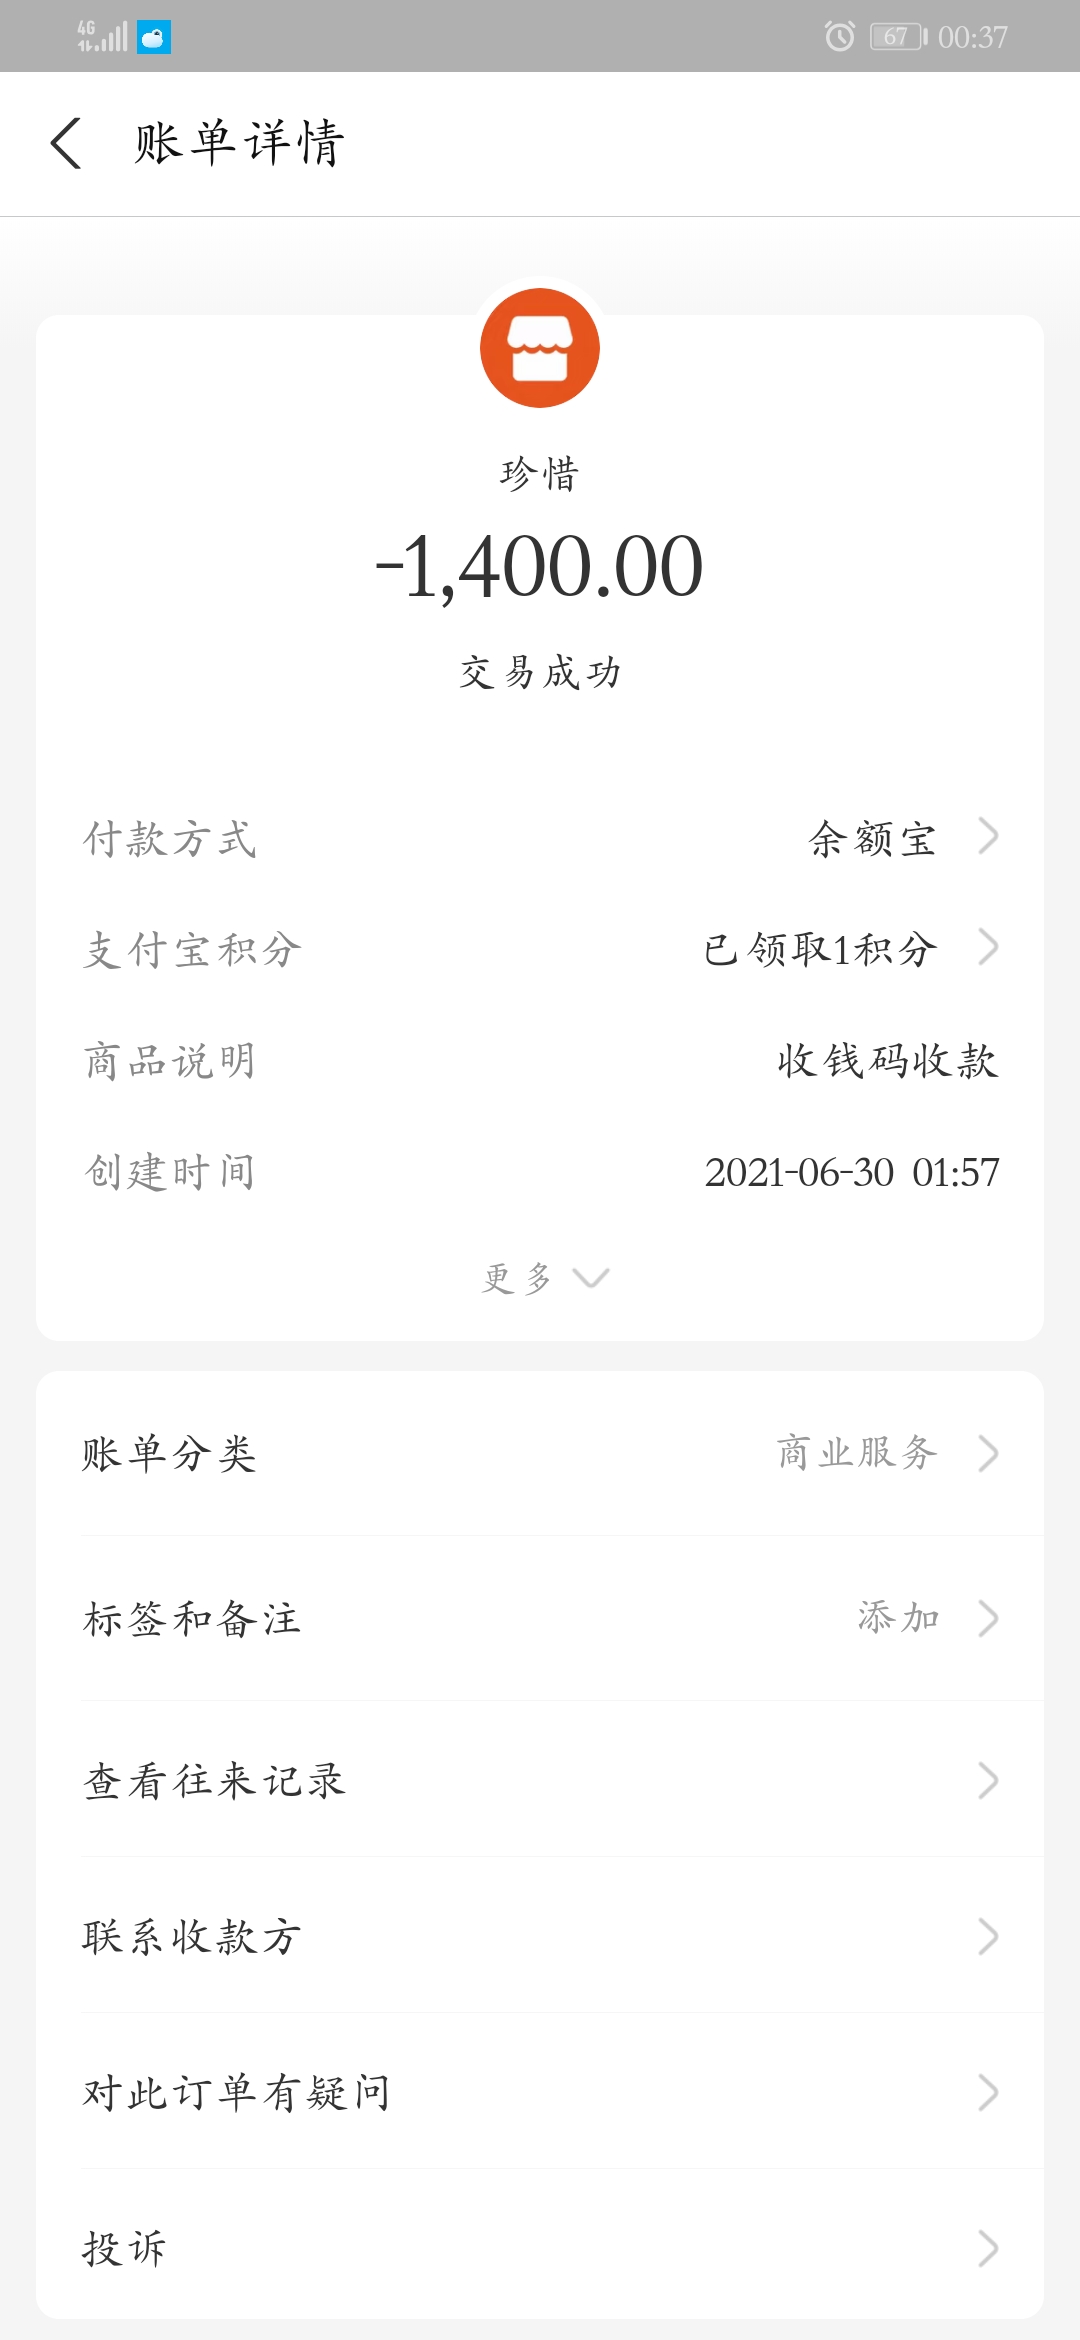 4G 67 00:37
账单详情
珍惜
-1,400.00
交易成功
付款方式 余额宝
支付宝积分 已领取1积分
商品说明 收钱码收款
创建时间 2021-06-30 01:57
更多
账单分类 商业服务
标签和备注 添加
查看往来记录
联系收款方
对此订单有疑问
投诉